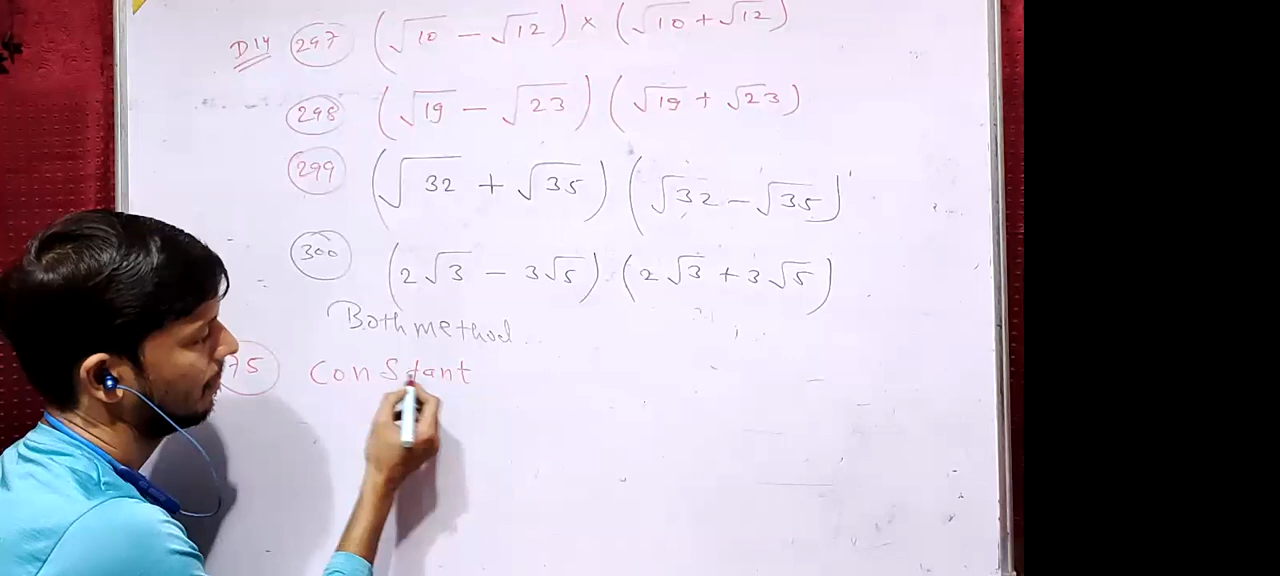 D14 297 (√10 − √12) × (√10 + √12)
298 (√19 − √23) (√19 + √23)
299 (√32 + √35) (√32 − √35)
300 (2√3 − 3√5) · (2√3 + 3√5)
Both method
75 Constant